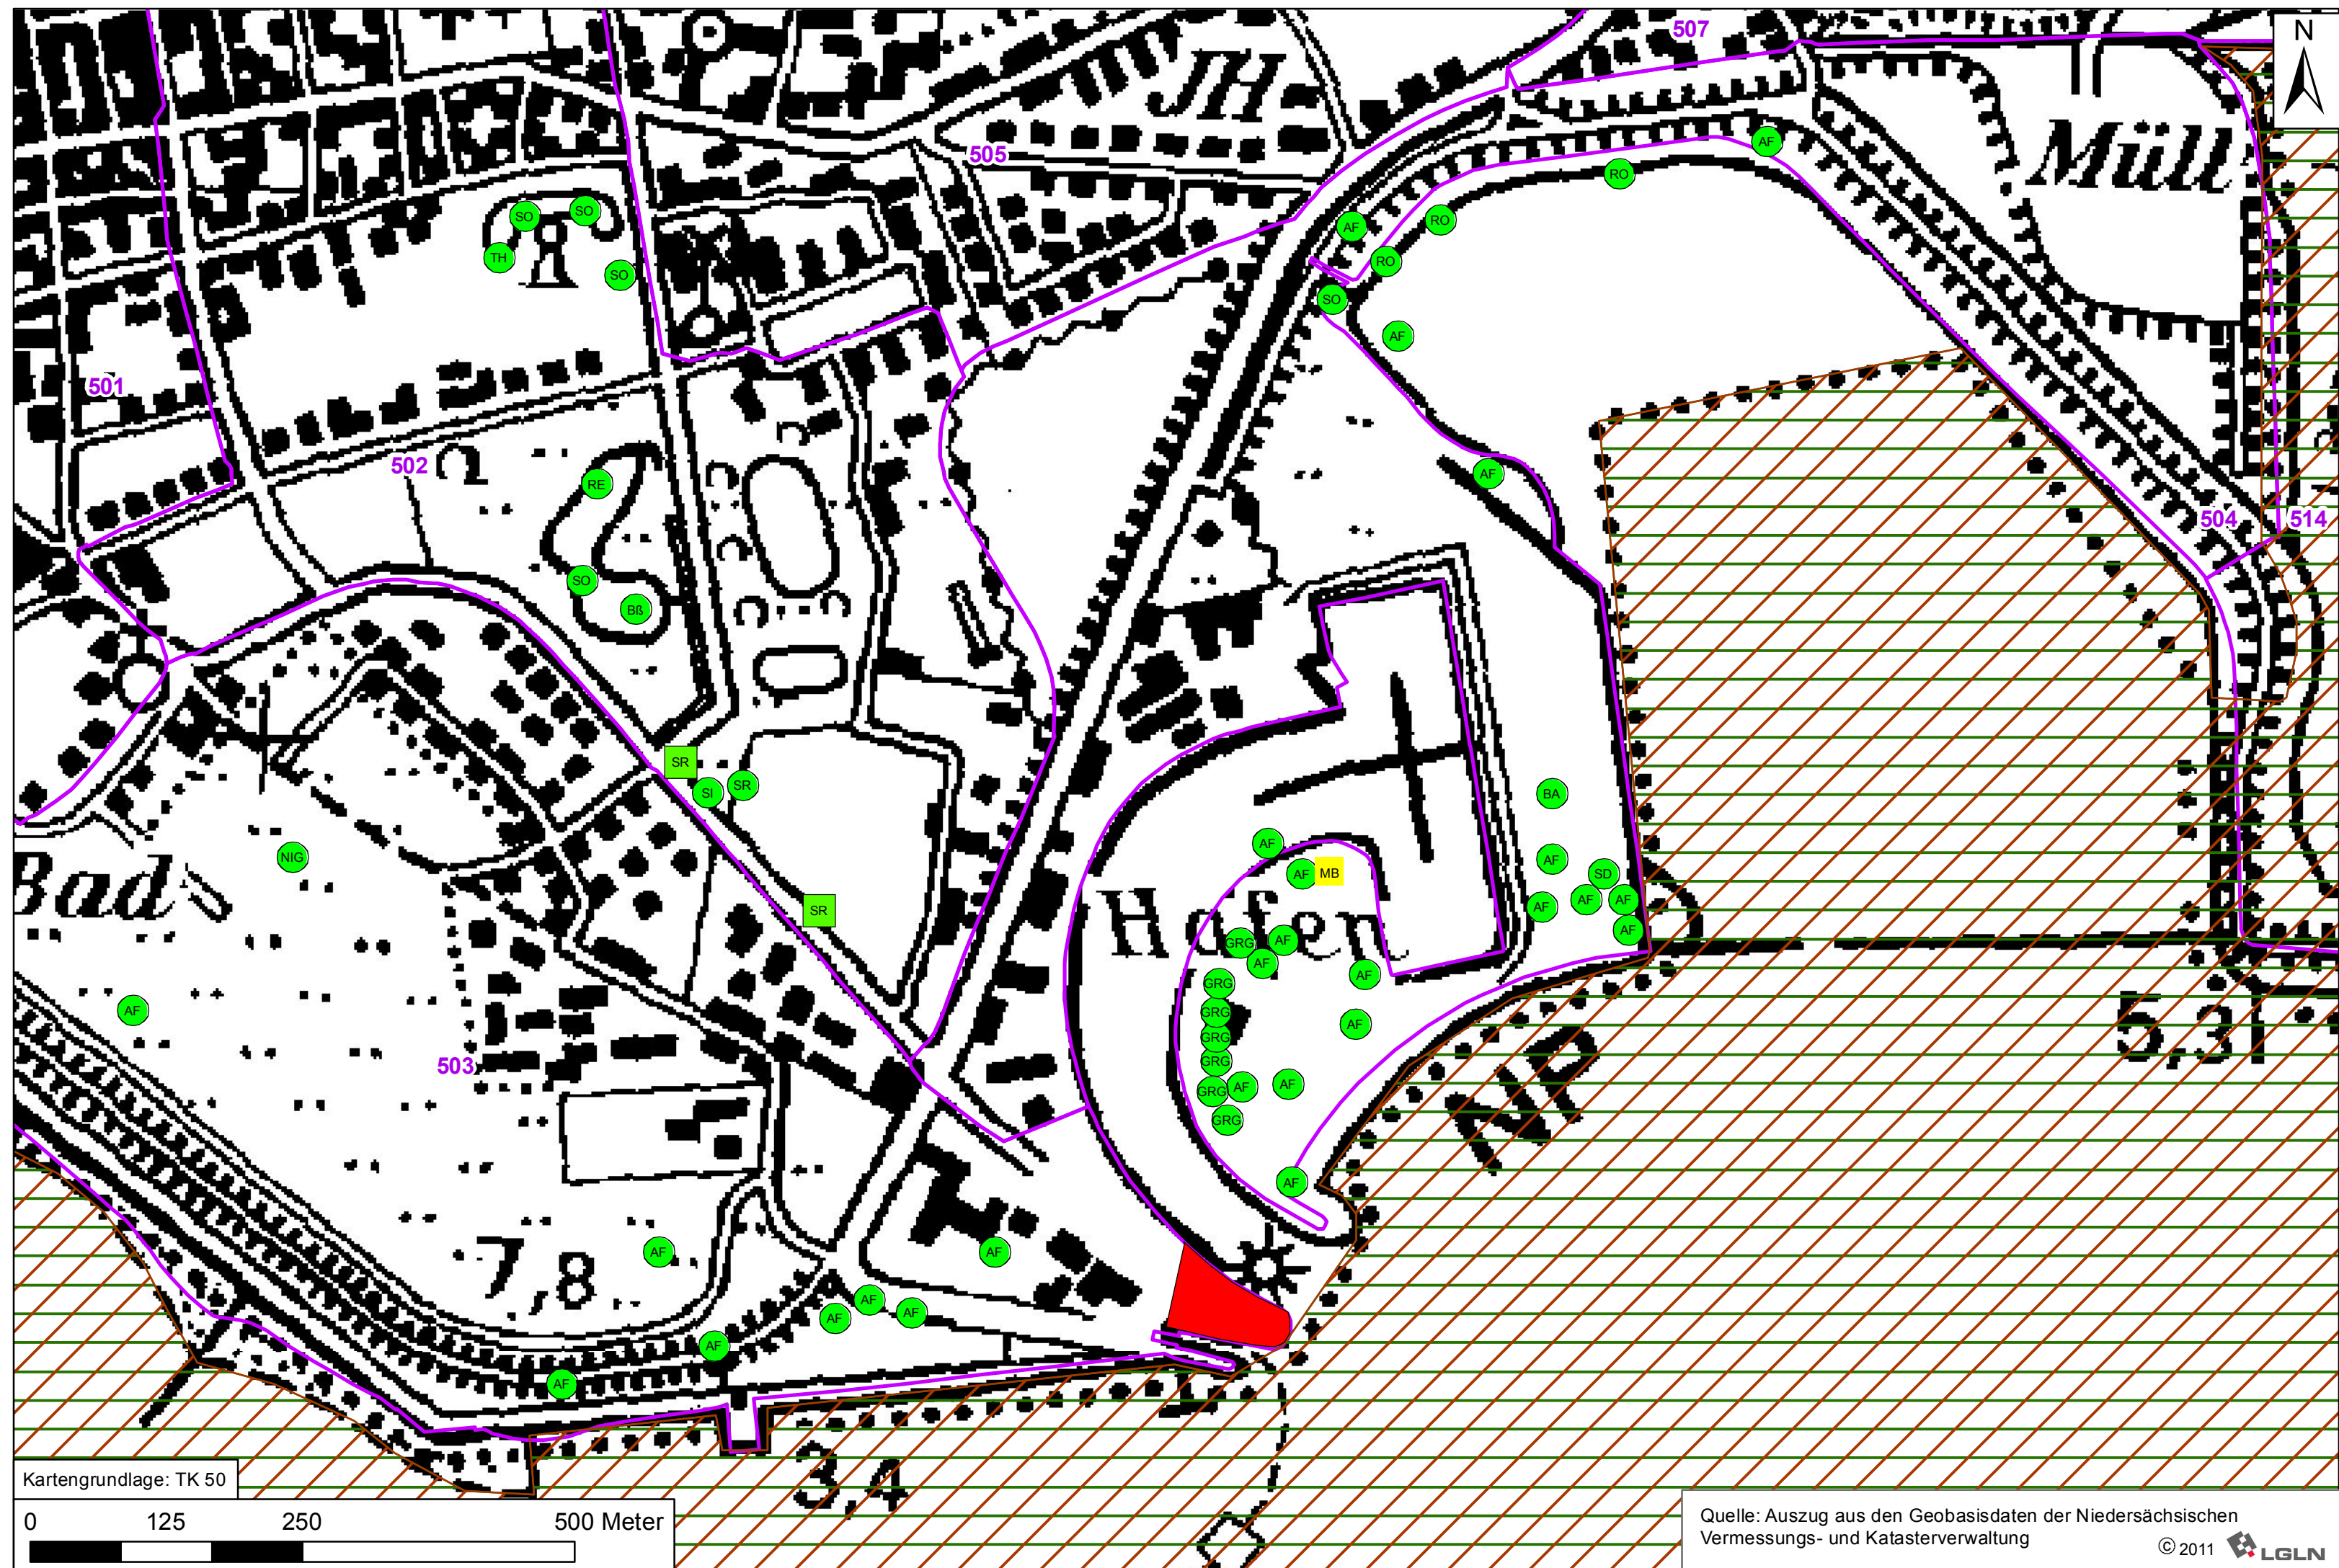 507
N
JH
Müll
505
AF
RO
SO
SO
RO
AF
TH
RO
SO
SO
AF
501
502
RE
AF
504
514
SO
Bß
SR
SI
SR
BA
AF
NIG
AF
SD
AF
MB
Bad
AF
AF
AF
SR
Hafen
AF
GRG
AF
AF
AF
GRG
AF
GRG
AF
5,31
GRG
503
GRG
NP
GRG
AF
AF
GRG
AF
AF
AF
7,8
AF
AF
AF
AF
AF
3,4
Kartengrundlage: TK 50
0 125 250 500 Meter
Quelle: Auszug aus den Geobasisdaten der Niedersächsischen
Vermessungs- und Katasterverwaltung
© 2011 LGLN